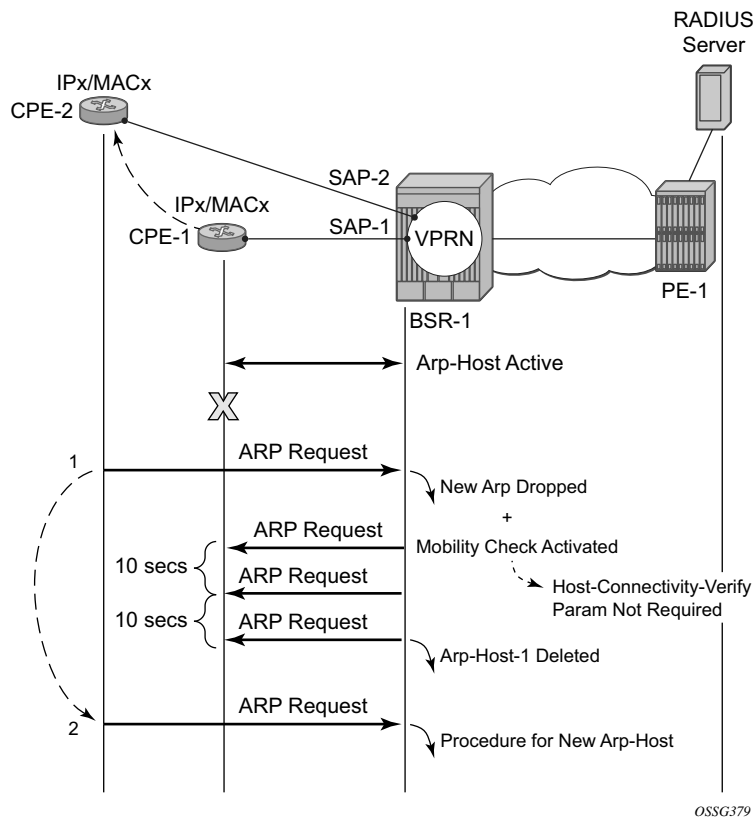 RADIUS
Server
IPx/MACx
CPE-2
SAP-2
IPx/MACx
SAP-1
CPE-1
VPRN
PE-1
BSR-1
Arp-Host Active
X
1
ARP Request
New Arp Dropped
+
ARP Request
Mobility Check Activated
10 secs
ARP Request
Host-Connectivity-Verify
Param Not Required
10 secs
ARP Request
Arp-Host-1 Deleted
ARP Request
2
Procedure for New Arp-Host
OSSG379